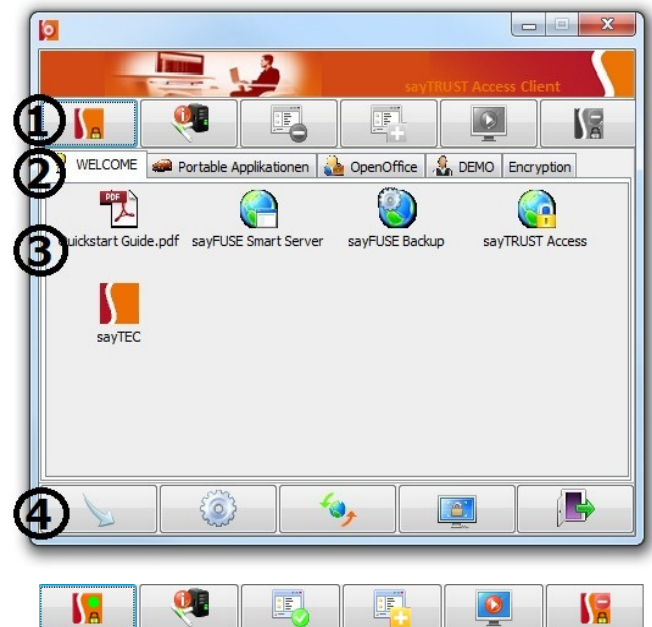 sayTRUST Access Client
1
2
WELCOME Portable Applikationen OpenOffice DEMO Encryption
PDF
3
Quickstart Guide.pdf sayFUSE Smart Server sayFUSE Backup sayTRUST Access
sayTEC
4